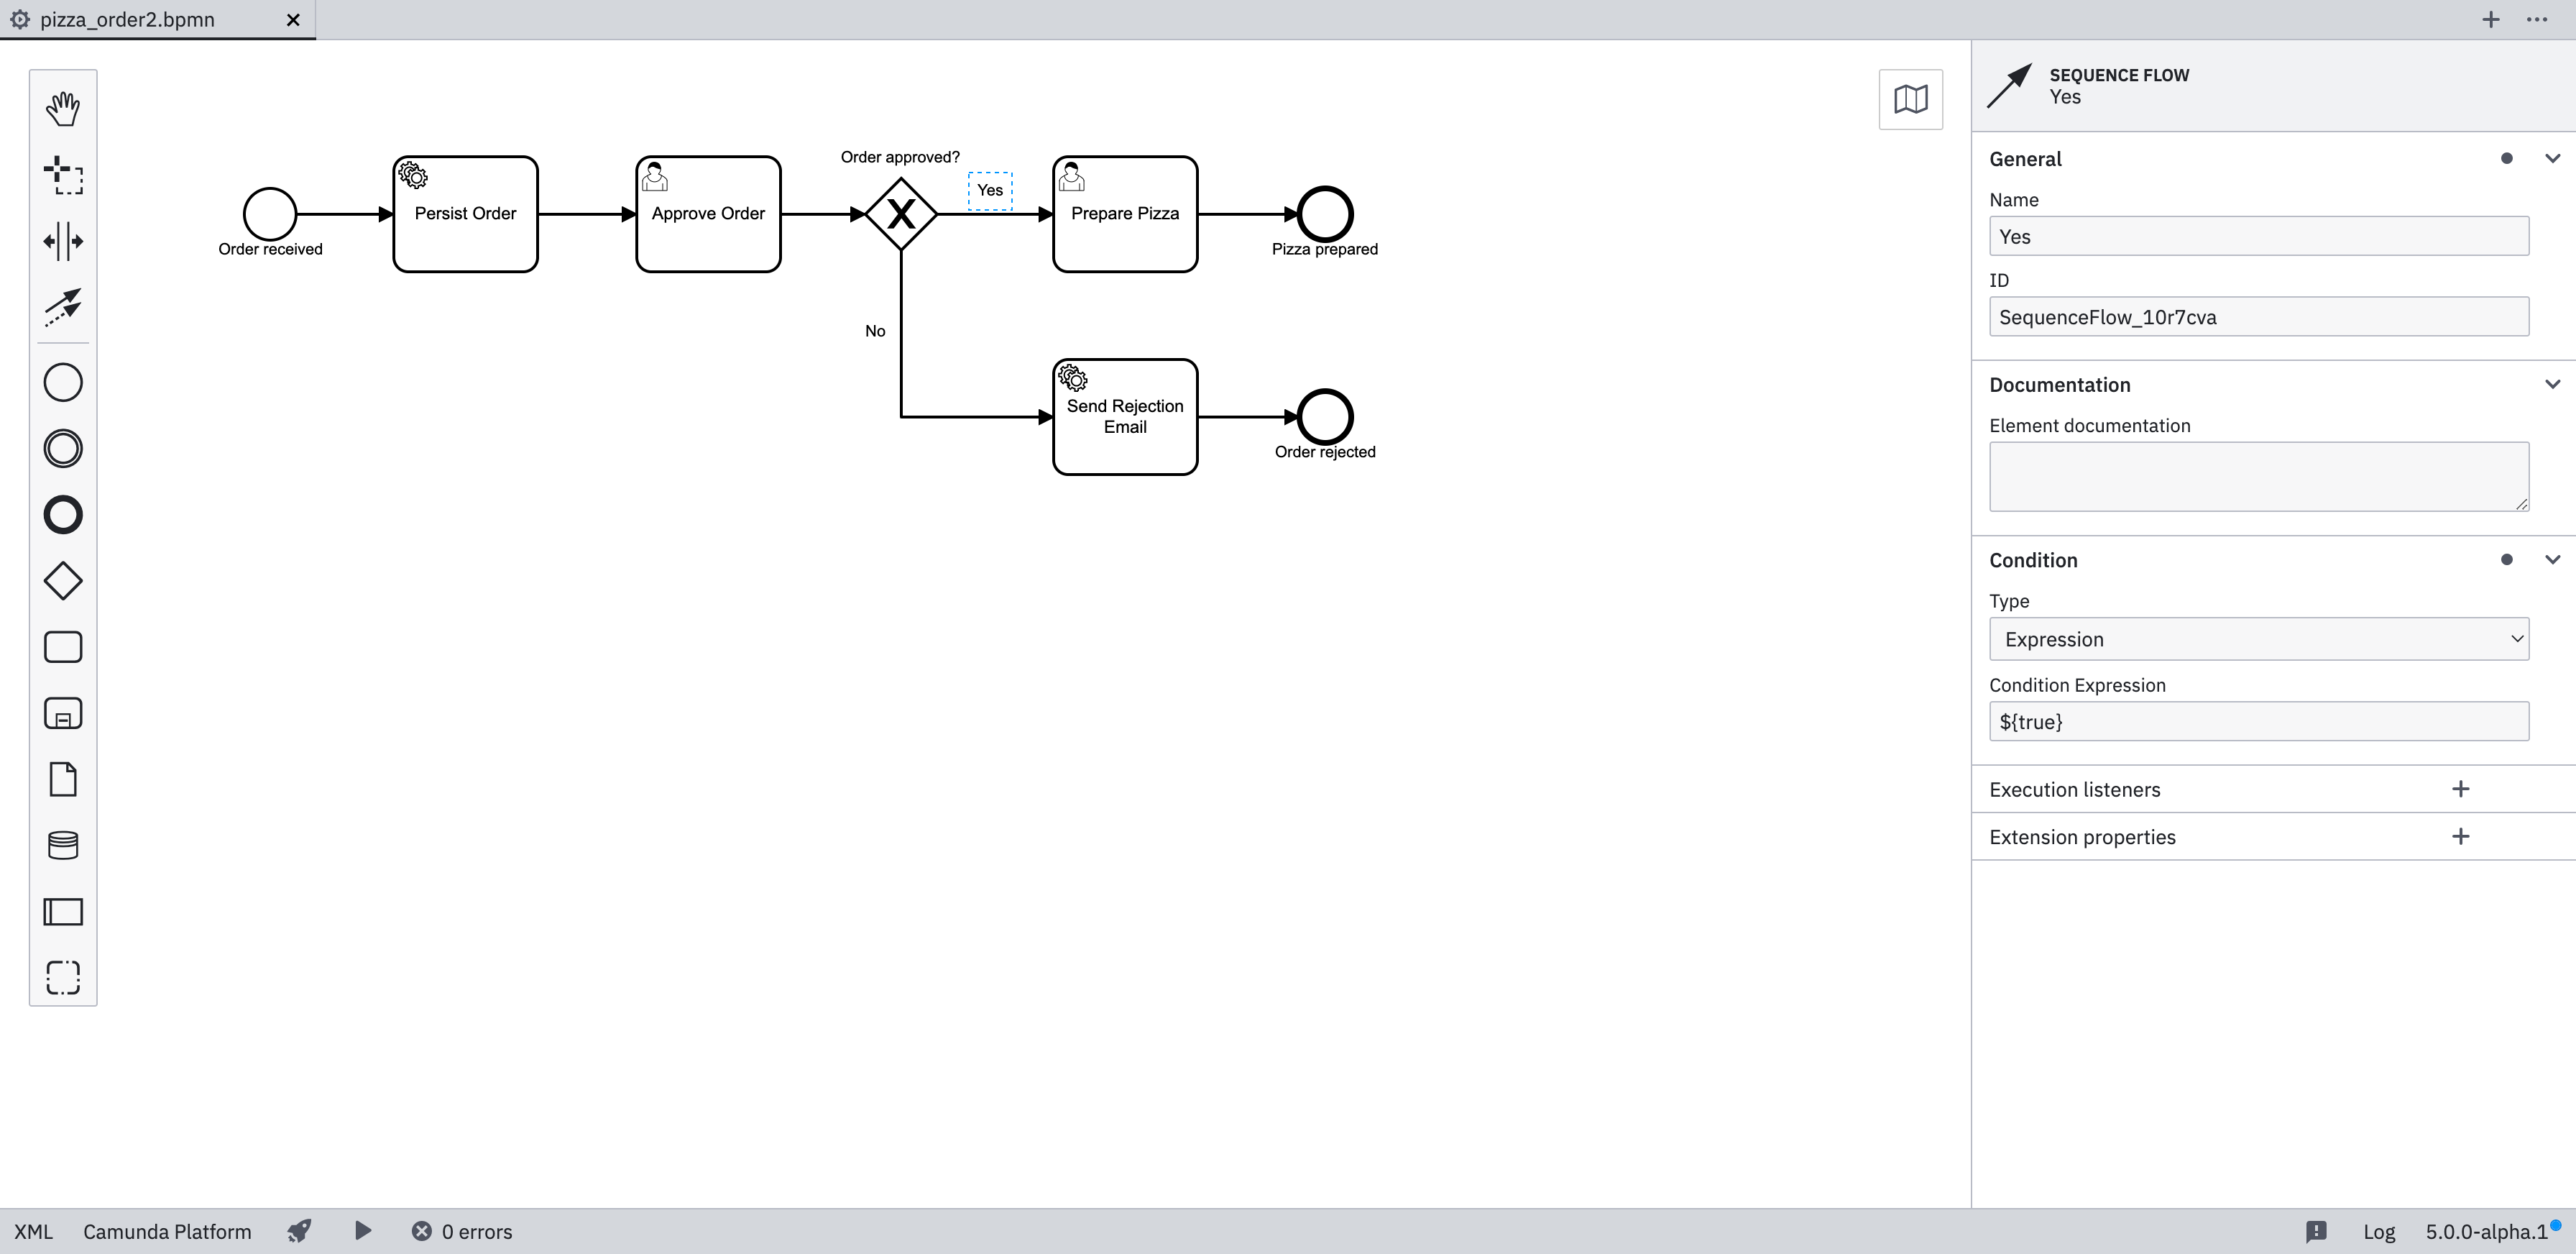 pizza_order2.bpmn
SEQUENCE FLOW
Yes
General
Name
Yes
ID
SequenceFlow_10r7cva
Documentation
Element documentation
Condition
Type
Expression
Condition Expression
${true}
Execution listeners
Extension properties
Order approved?
Yes
Persist Order
Approve Order
X
Prepare Pizza
Order received
Pizza prepared
No
Send Rejection
Email
Order rejected
XML
Camunda Platform
0 errors
Log
5.0.0-alpha.1